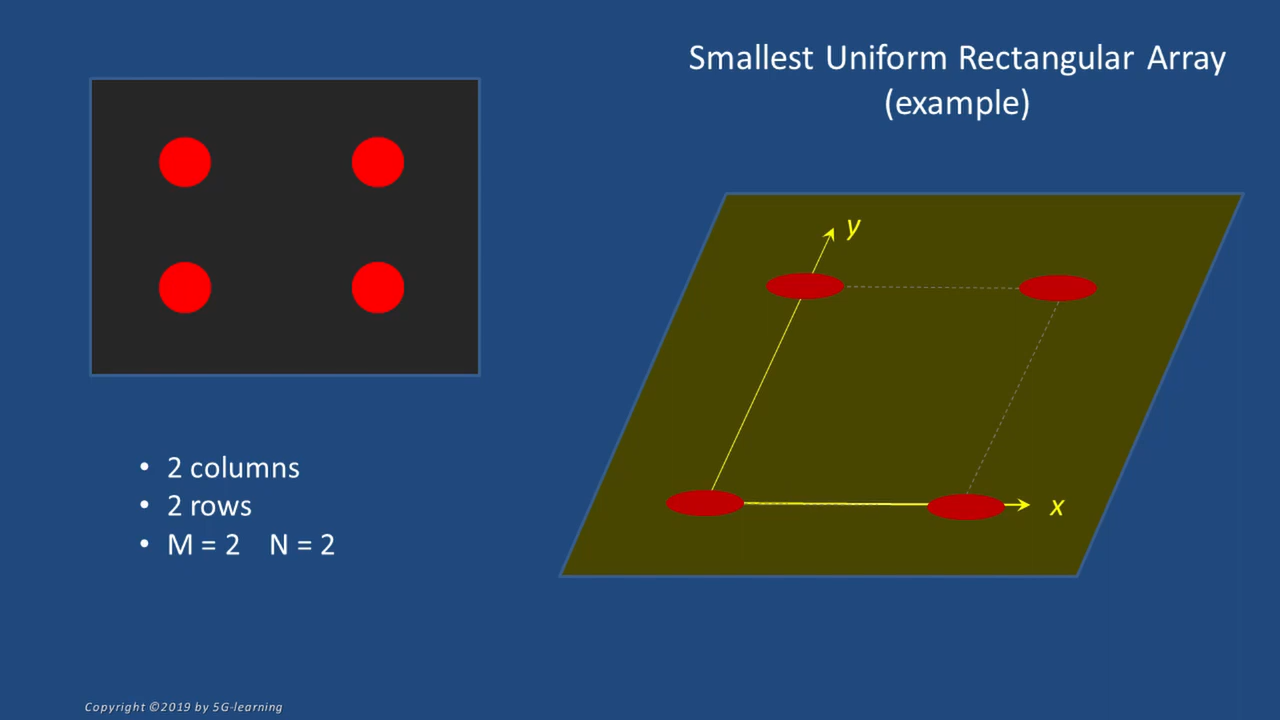 Smallest Uniform Rectangular Array
(example)
y
x
• 2 columns
• 2 rows
• M = 2 N = 2
Copyright ©2019 by 5G-learning